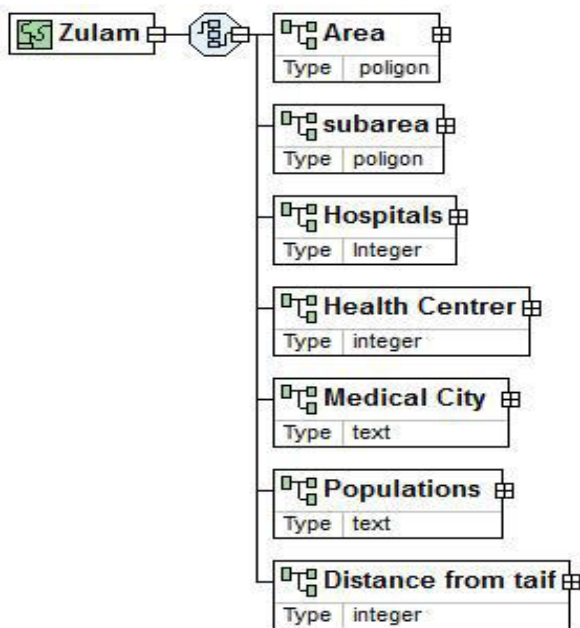 Zulam
Area
Type poligon
subarea
Type poligon
Hospitals
Type Integer
Health Centrer
Type integer
Medical City
Type text
Populations
Type text
Distance from taif
Type integer